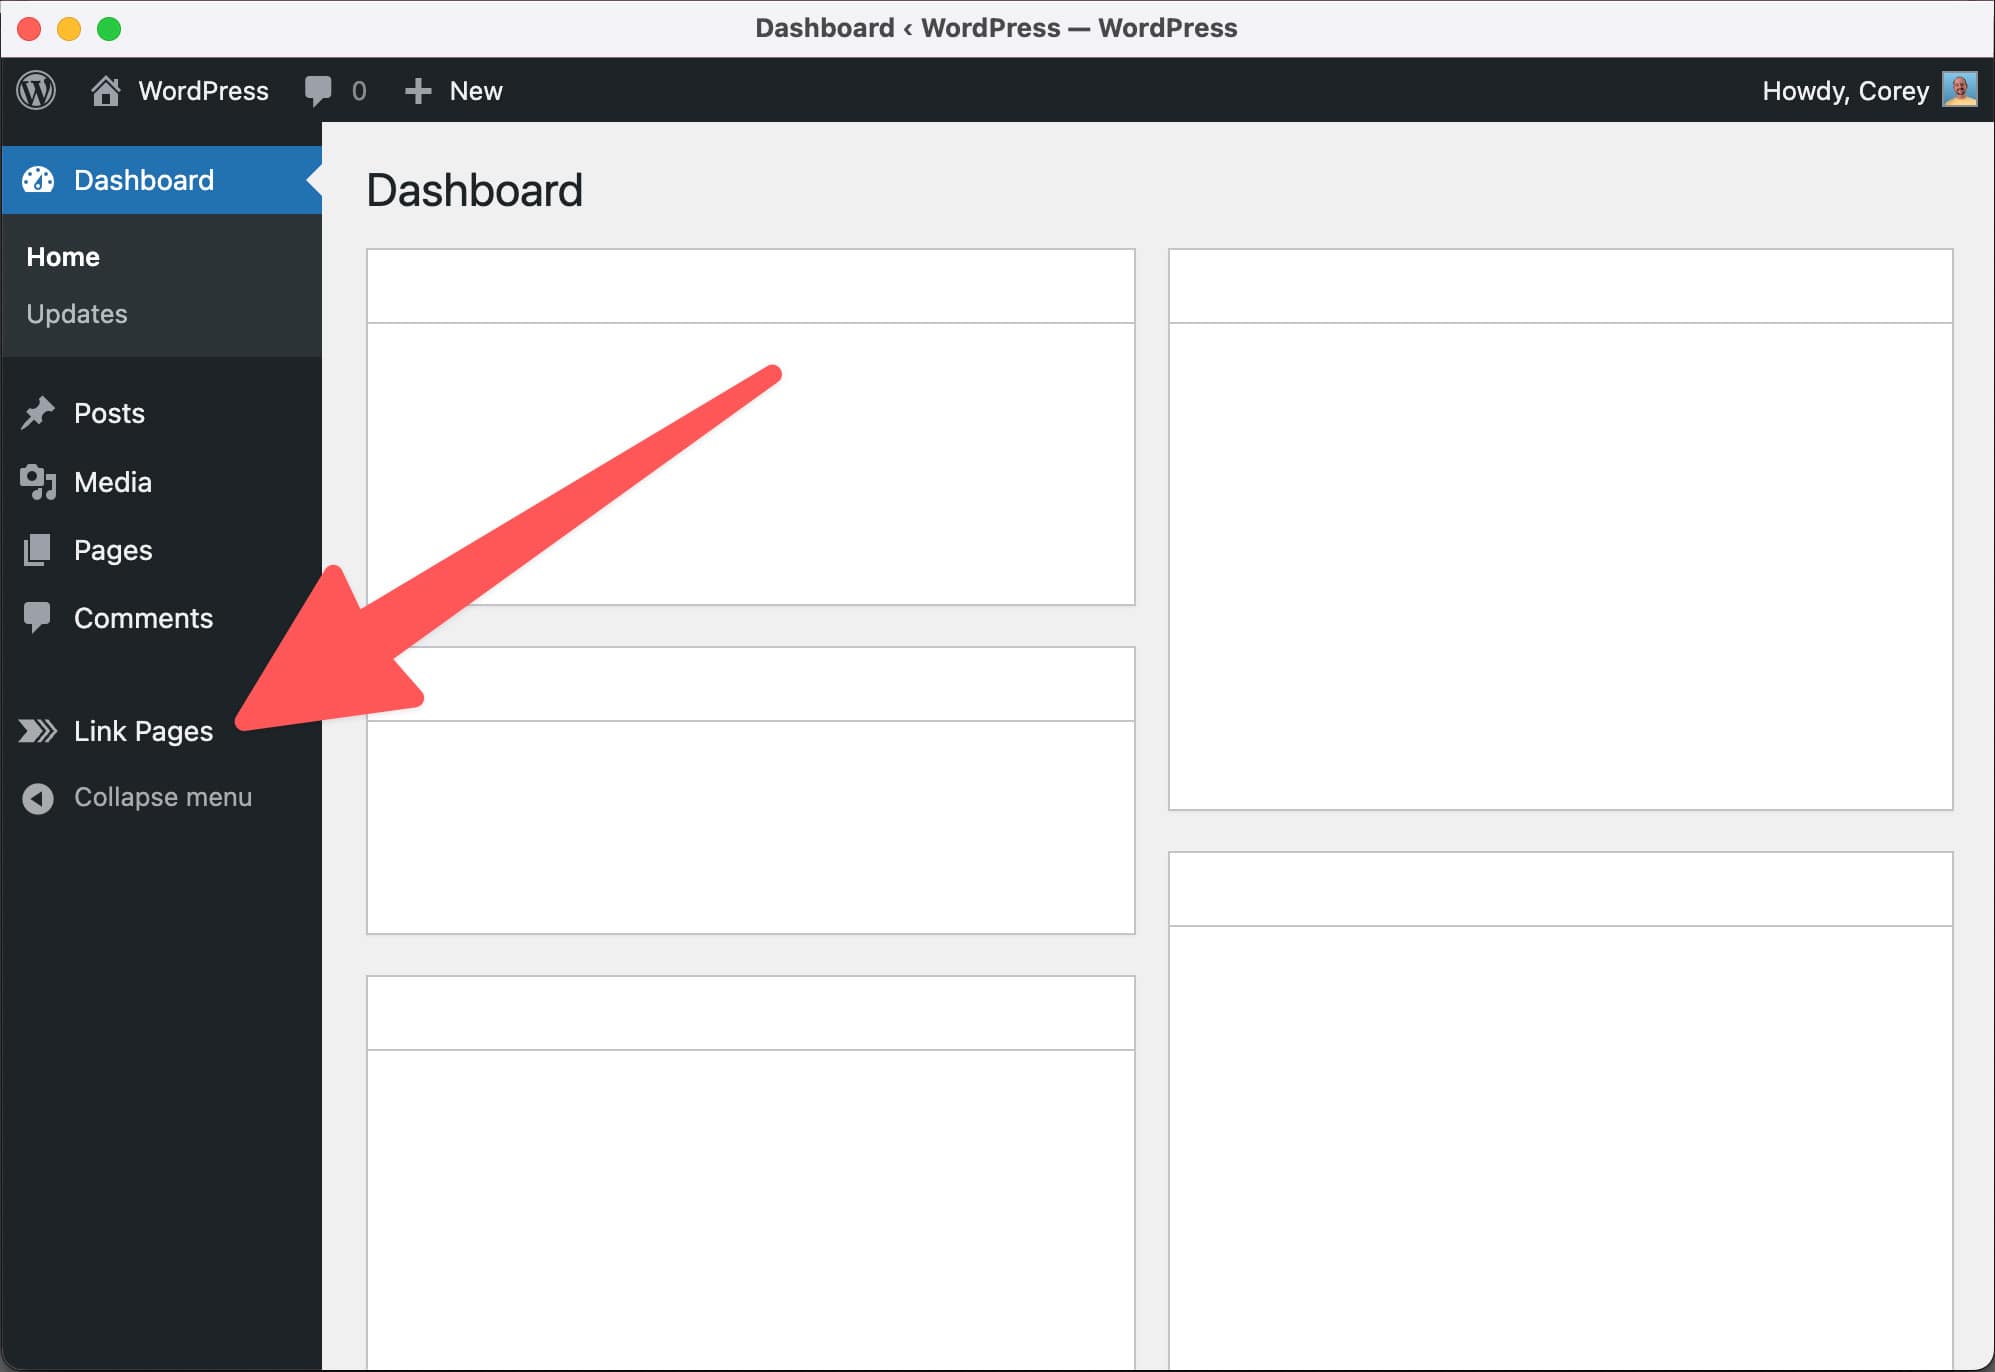 Dashboard ‹ WordPress — WordPress
WordPress 0 New Howdy, Corey
Dashboard
Home
Updates
Posts
Media
Pages
Comments
Link Pages
Collapse menu
Dashboard